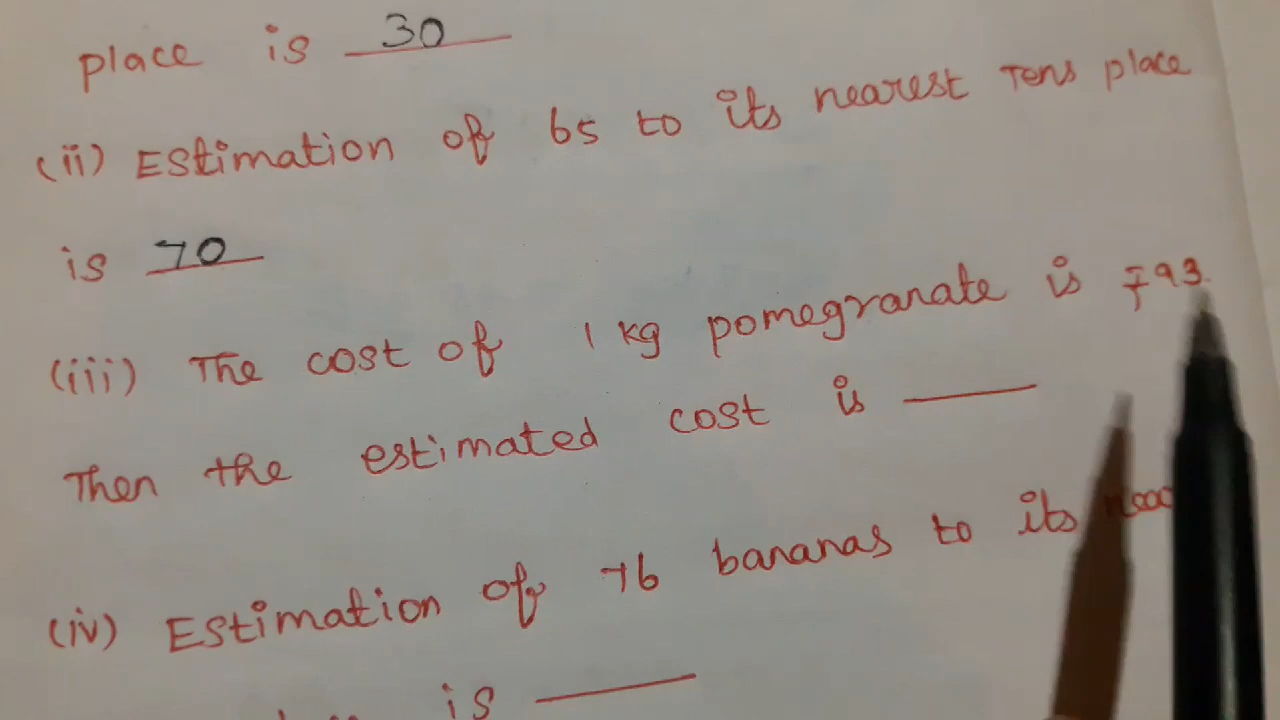 place is 30
(ii) Estimation of 65 to its nearest Tens place
is 70
(iii) The cost of 1 kg pomegranate is ₹93.
Then the estimated cost is
(iv) Estimation of 76 bananas to its
is